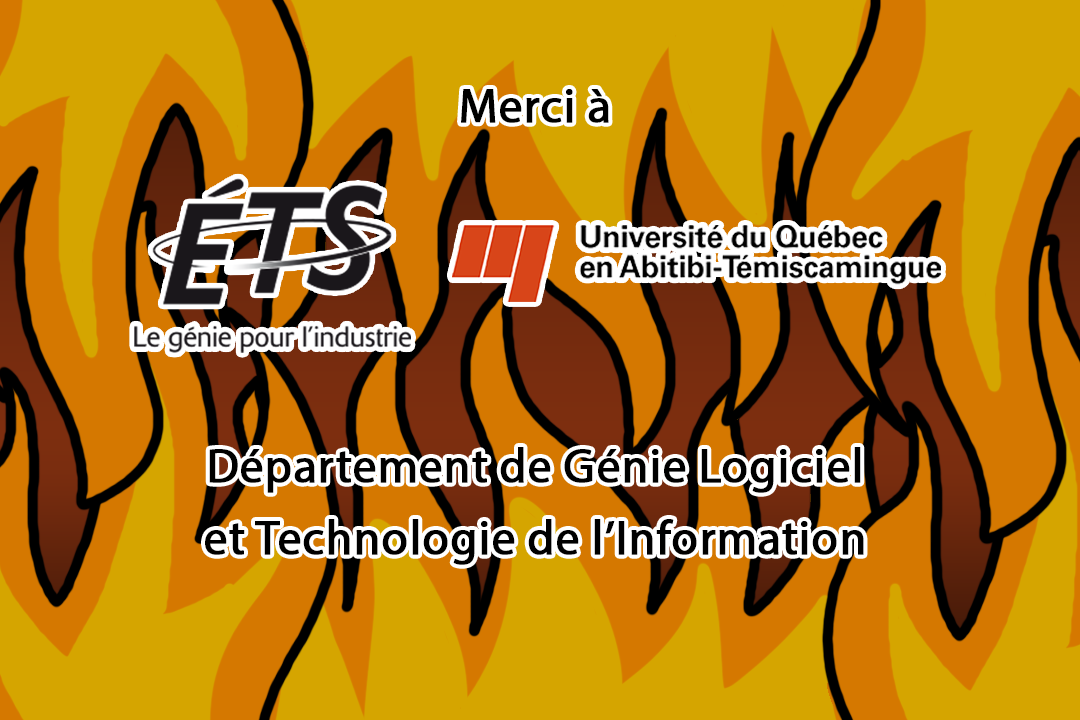 Merci à
ÉTS
Le génie pour l'industrie
Université du Québec
en Abitibi-Témiscamingue
Département de Génie Logiciel
et Technologie de l'Information